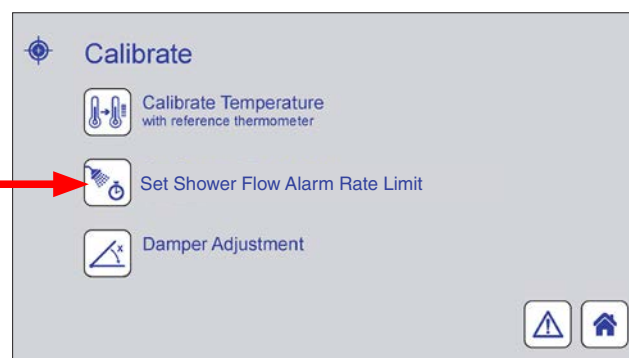 Calibrate
Calibrate Temperature
with reference thermometer
Set Shower Flow Alarm Rate Limit
x
Damper Adjustment